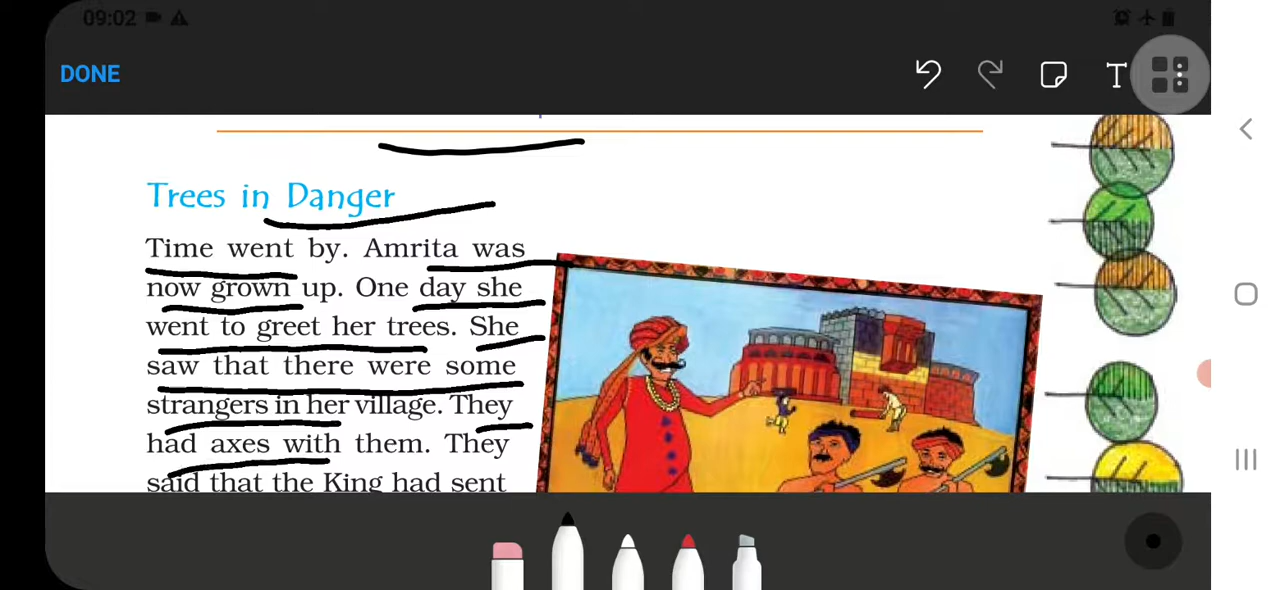 09:02
DONE
T
Trees in Danger
Time went by. Amrita was
now grown up. One day she
went to greet her trees. She
saw that there were some
strangers in her village. They
had axes with them. They
said that the King had sent